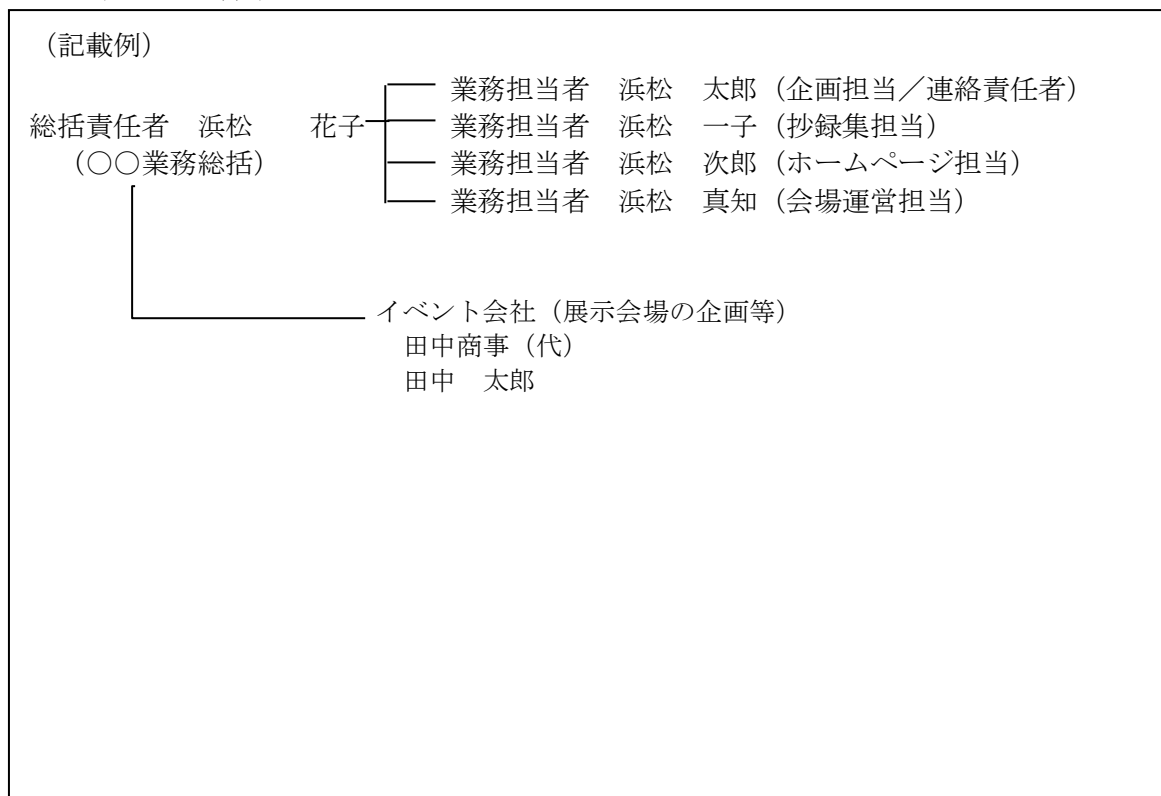 （記載例）
業務担当者　浜松　太郎（企画担当／連絡責任者）
総括責任者　浜松　　花子
業務担当者　浜松　一子（抄録集担当）
（○○業務総括）
業務担当者　浜松　次郎（ホームページ担当）
業務担当者　浜松　真知（会場運営担当）
イベント会社（展示会場の企画等）
田中商事（代）
田中　太郎